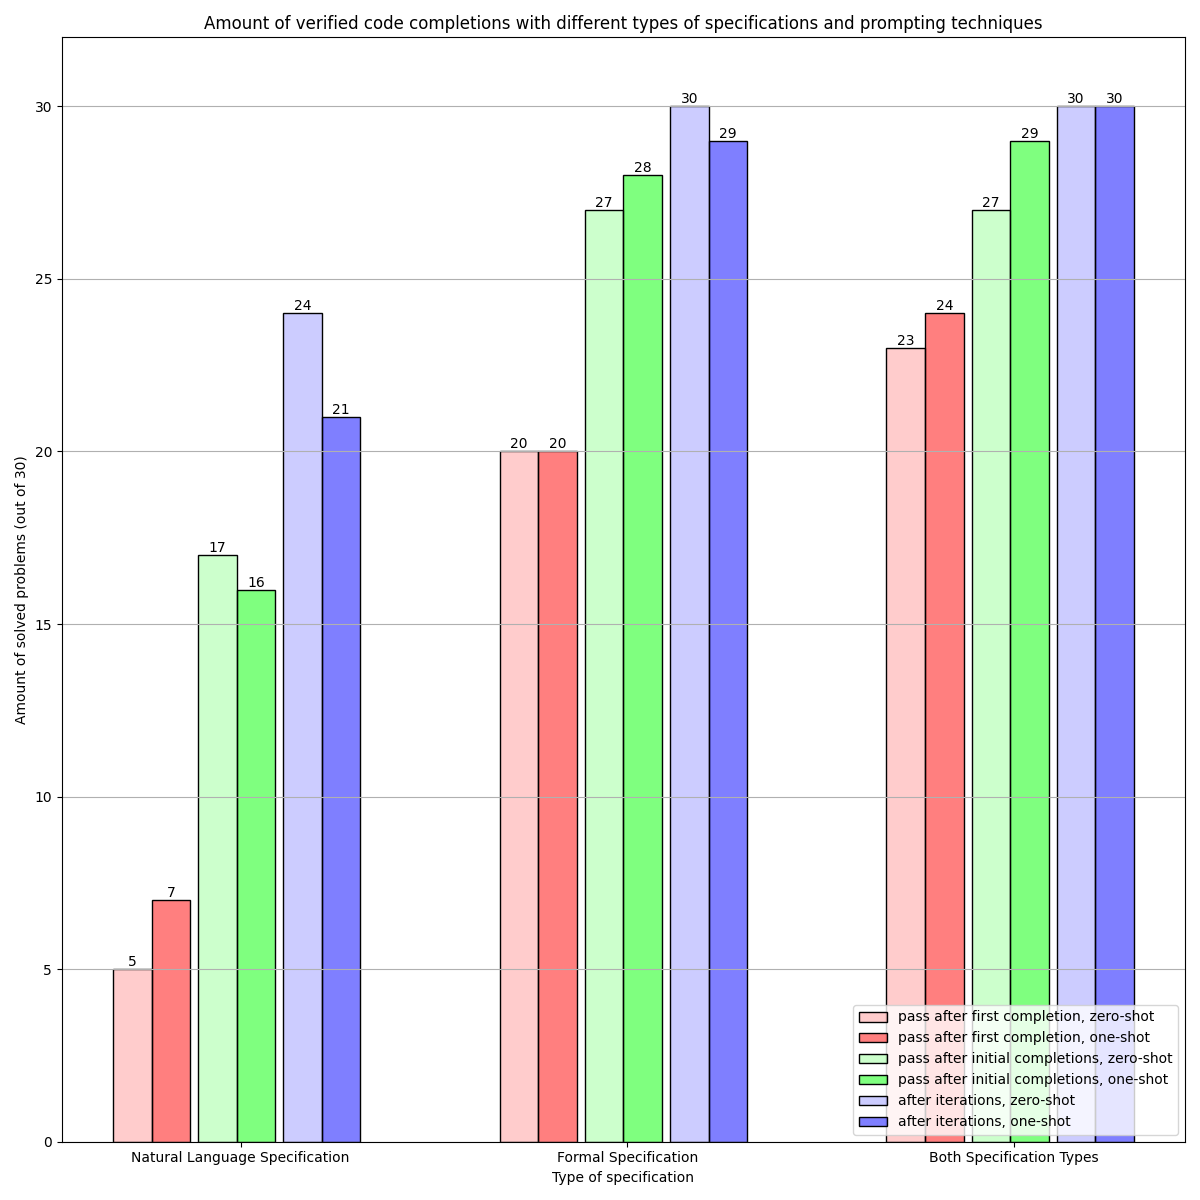 Amount of verified code completions with different types of specifications and prompting techniques
Amount of solved problems (out of 30)
30
25
20
15
10
5
0
5
7
17
16
24
21
20
20
27
28
30
29
23
24
27
29
30
30
pass after first completion, zero-shot
pass after first completion, one-shot
pass after initial completions, zero-shot
pass after initial completions, one-shot
after iterations, zero-shot
after iterations, one-shot
Natural Language Specification
Formal Specification
Both Specification Types
Type of specification